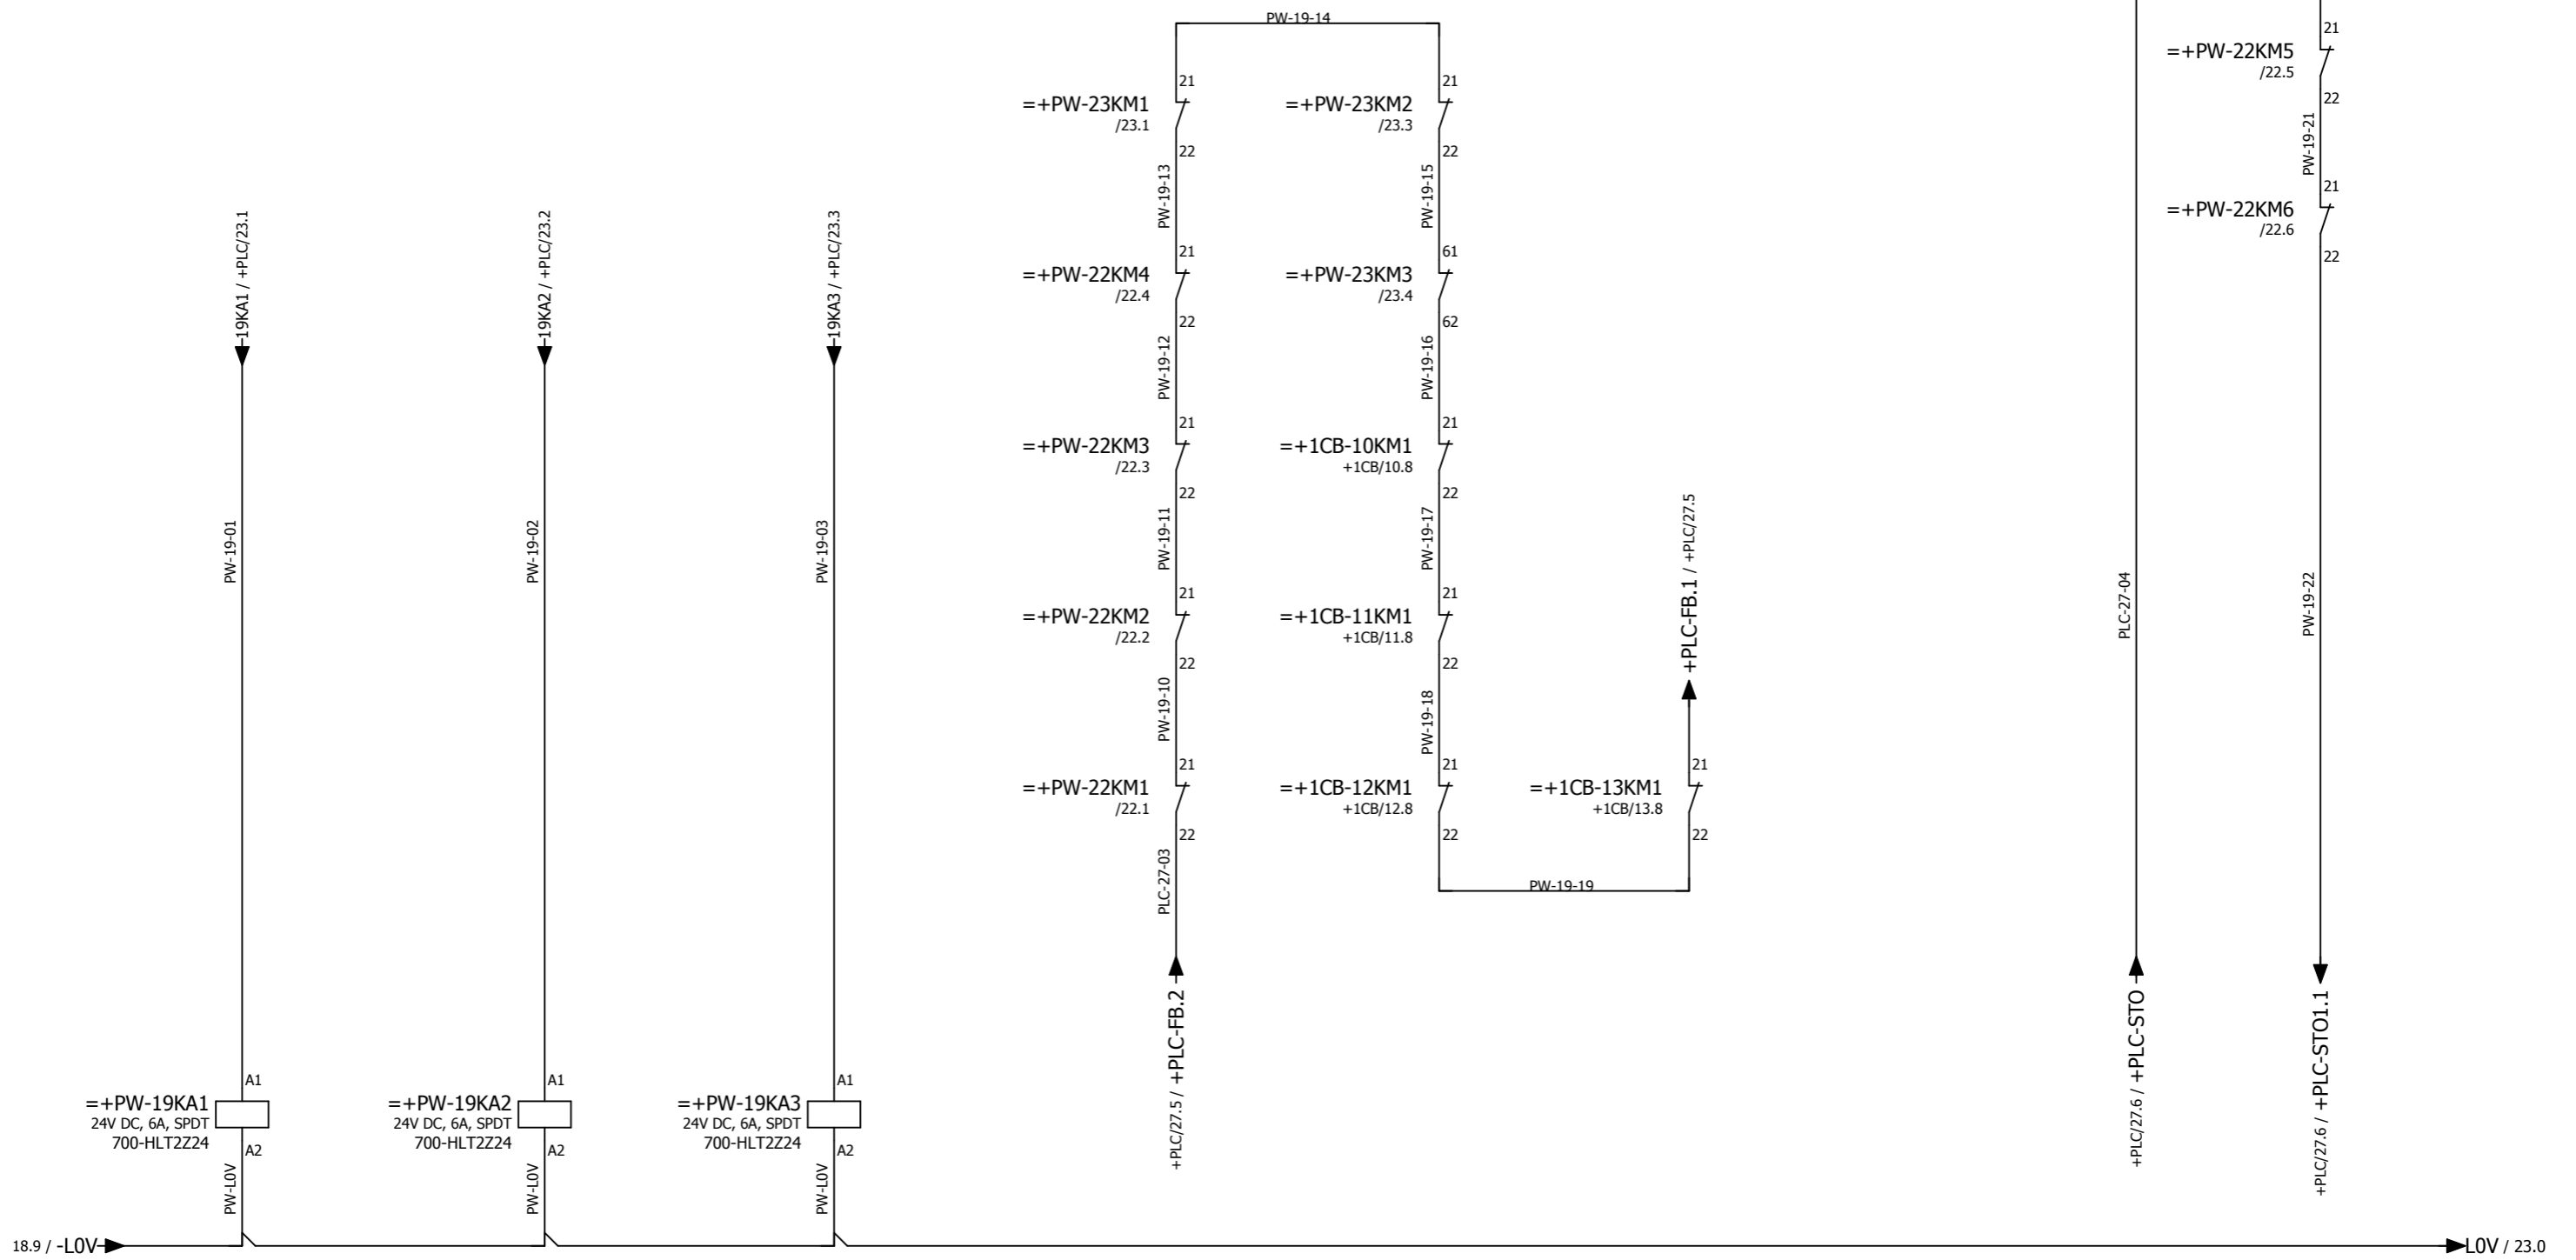 PW-19-14
21
=+PW-22KM5
/22.5
22
PW-19-21
21
=+PW-22KM6
/22.6
22
PW-19-22
+PLC/27.6 / +PLC-STO1.1
PLC-27-04
+PLC/27.6 / +PLC-STO
21
=+PW-23KM1
/23.1
22
PW-19-13
21
=+PW-22KM4
/22.4
22
PW-19-12
21
=+PW-22KM3
/22.3
22
PW-19-11
21
=+PW-22KM2
/22.2
22
PW-19-10
21
=+PW-22KM1
/22.1
22
PLC-27-03
+PLC/27.5 / +PLC-FB.2
21
=+PW-23KM2
/23.3
22
PW-19-15
61
=+PW-23KM3
/23.4
62
PW-19-16
21
=+1CB-10KM1
+1CB/10.8
22
PW-19-17
21
=+1CB-11KM1
+1CB/11.8
22
PW-19-18
21
=+1CB-12KM1
+1CB/12.8
22
PW-19-19
+PLC-FB.1 / +PLC/27.5
21
=+1CB-13KM1
+1CB/13.8
22
19KA1 / +PLC/23.1
PW-19-01
A1
=+PW-19KA1
24V DC, 6A, SPDT
700-HLT2Z24
A2
PW-L0V
19KA2 / +PLC/23.2
PW-19-02
A1
=+PW-19KA2
24V DC, 6A, SPDT
700-HLT2Z24
A2
PW-L0V
19KA3 / +PLC/23.3
PW-19-03
A1
=+PW-19KA3
24V DC, 6A, SPDT
700-HLT2Z24
A2
PW-L0V
18.9 / -L0V
L0V / 23.0